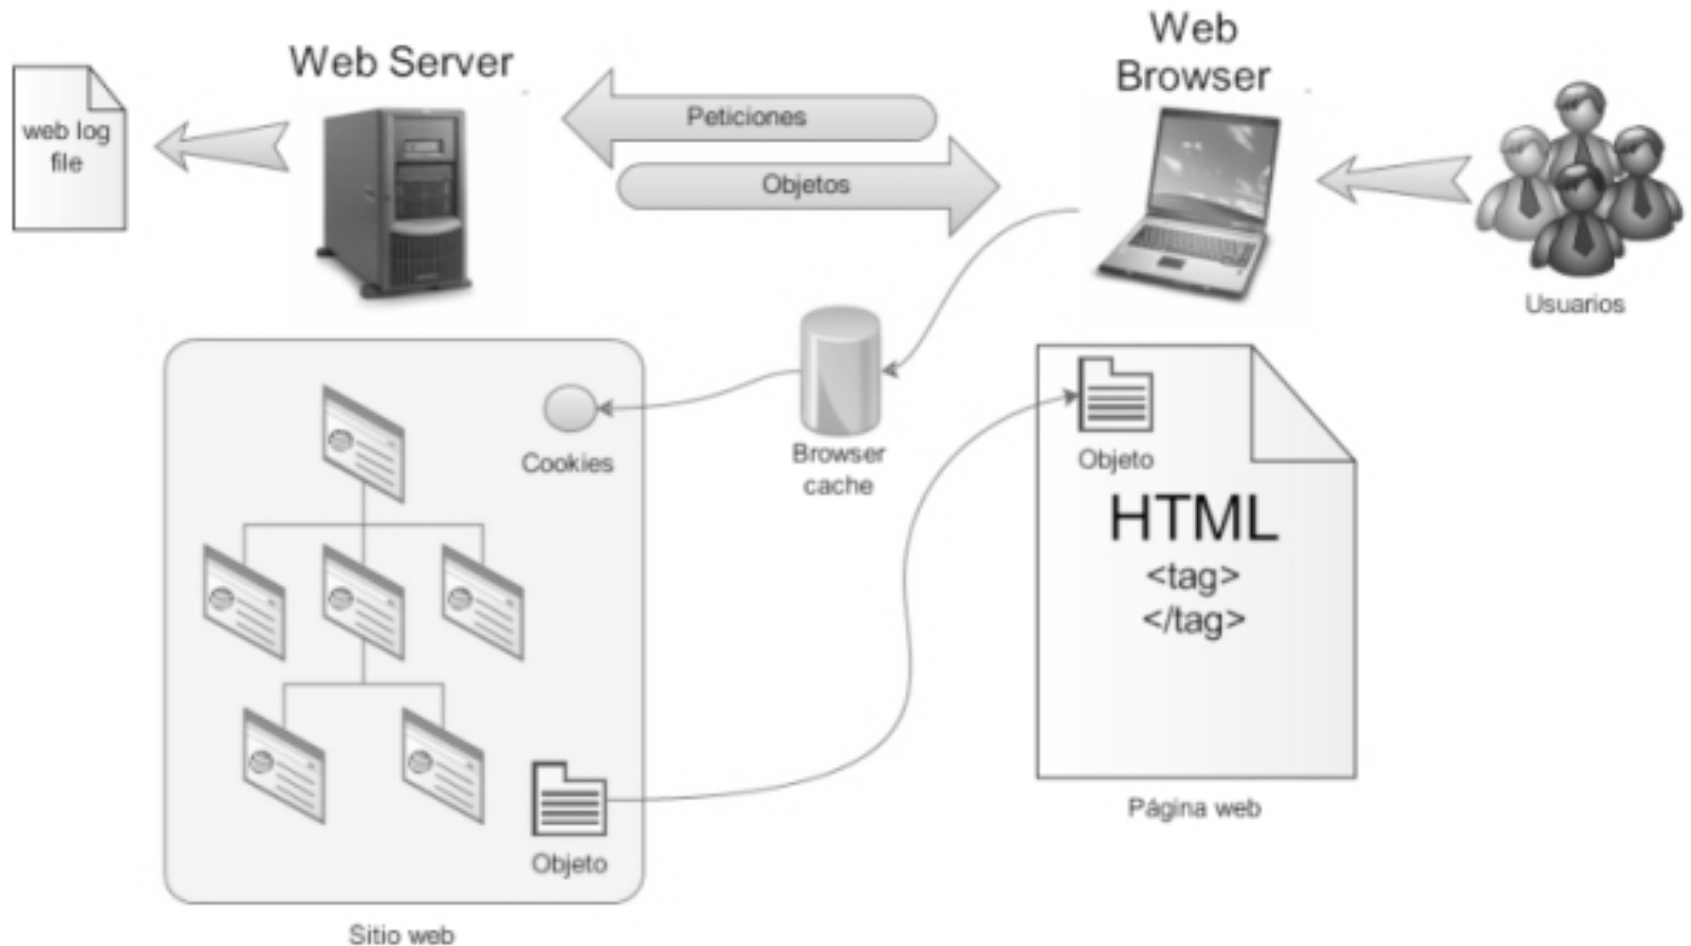 Web Server
Web
Browser
web log
file
Peticiones
Objetos
Usuarios
Cookies
Browser
cache
Objeto
HTML
<tag>
</tag>
Página web
Objeto
Sitio web